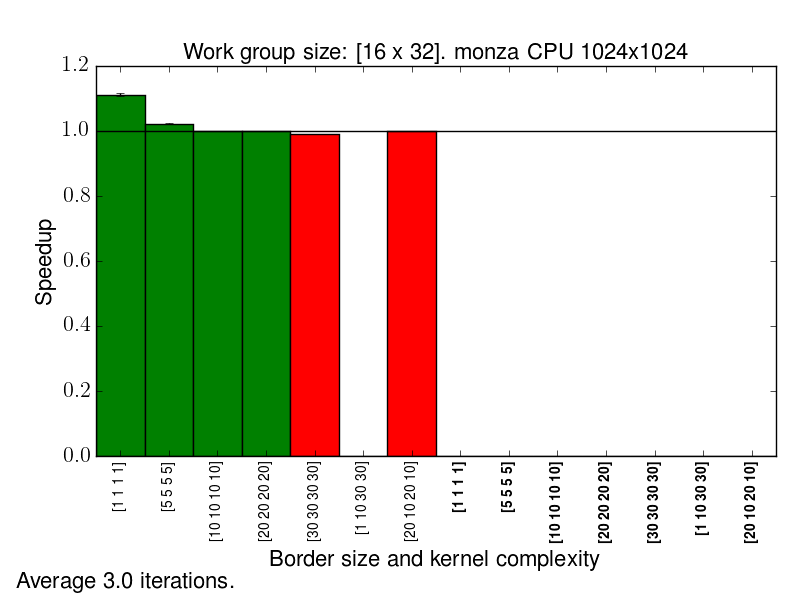 Work group size: [16 x 32]. monza CPU 1024x1024
1.2
1.0
0.8
0.6
0.4
0.2
0.0
Speedup
[1 1 1 1]
[5 5 5 5]
[10 10 10 10]
[20 20 20 20]
[30 30 30 30]
[1 10 30 30]
[20 10 20 10]
[1 1 1 1]
[5 5 5 5]
[10 10 10 10]
[20 20 20 20]
[30 30 30 30]
[1 10 30 30]
[20 10 20 10]
Border size and kernel complexity
Average 3.0 iterations.